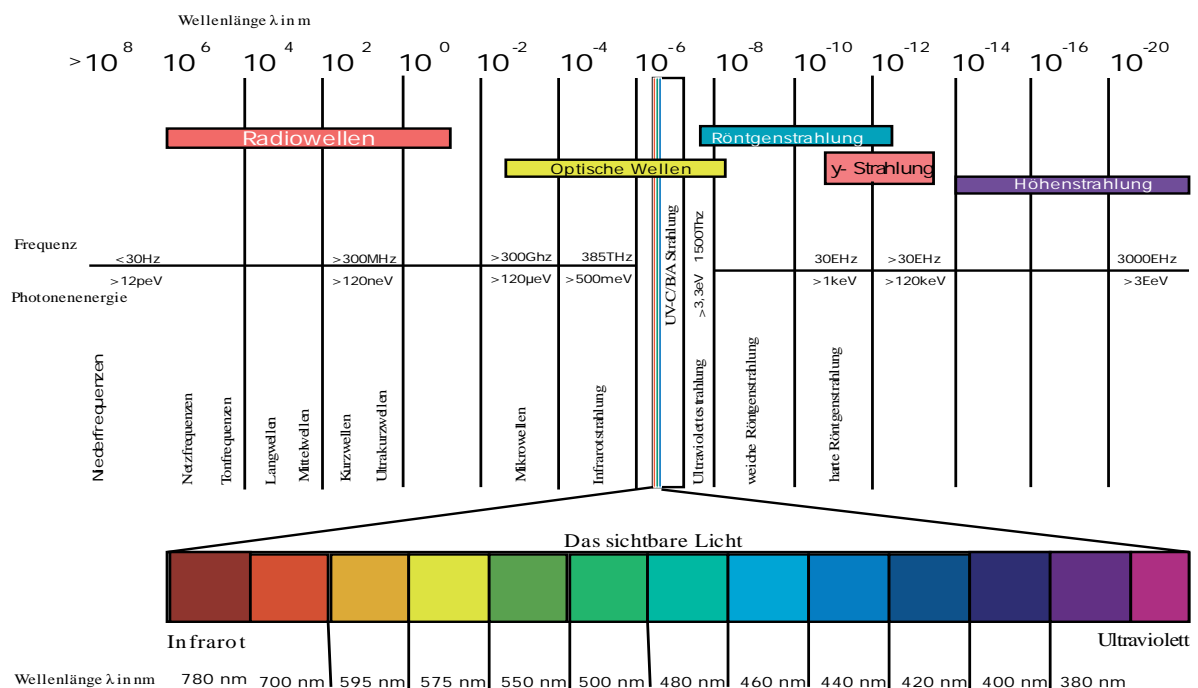 Wellenlänge λ in m
>10^8 10^6 10^4 10^2 10^0 10^-2 10^-4 10^-6 10^-8 10^-10 10^-12 10^-14 10^-16 10^-20
Radiowellen
Röntgenstrahlung
Optische Wellen
y- Strahlung
Höhenstrahlung
Frequenz
<30Hz >300MHz >300Ghz 385THz 1500Thz 30EHz >30EHz 3000EHz
>12peV >120neV >120µeV >500meV >3,3eV >1keV >120keV >3EeV
Photonenenergie
UV-C/B/A Strahlung
Niederfrequenzen
Netzfrequenzen
Tonfrequenzen
Langwellen
Mittelwellen
Kurzwellen
Ultrakurzwellen
Mikrowellen
Infrarotstrahlung
Ultraviolettestrahlung
weiche Röntgenstrahlung
harte Röntgenstrahlung
Das sichtbare Licht
Infrarot
Ultraviolett
Wellenlänge λ in nm 780 nm 700 nm 595 nm 575 nm 550 nm 500 nm 480 nm 460 nm 440 nm 420 nm 400 nm 380 nm